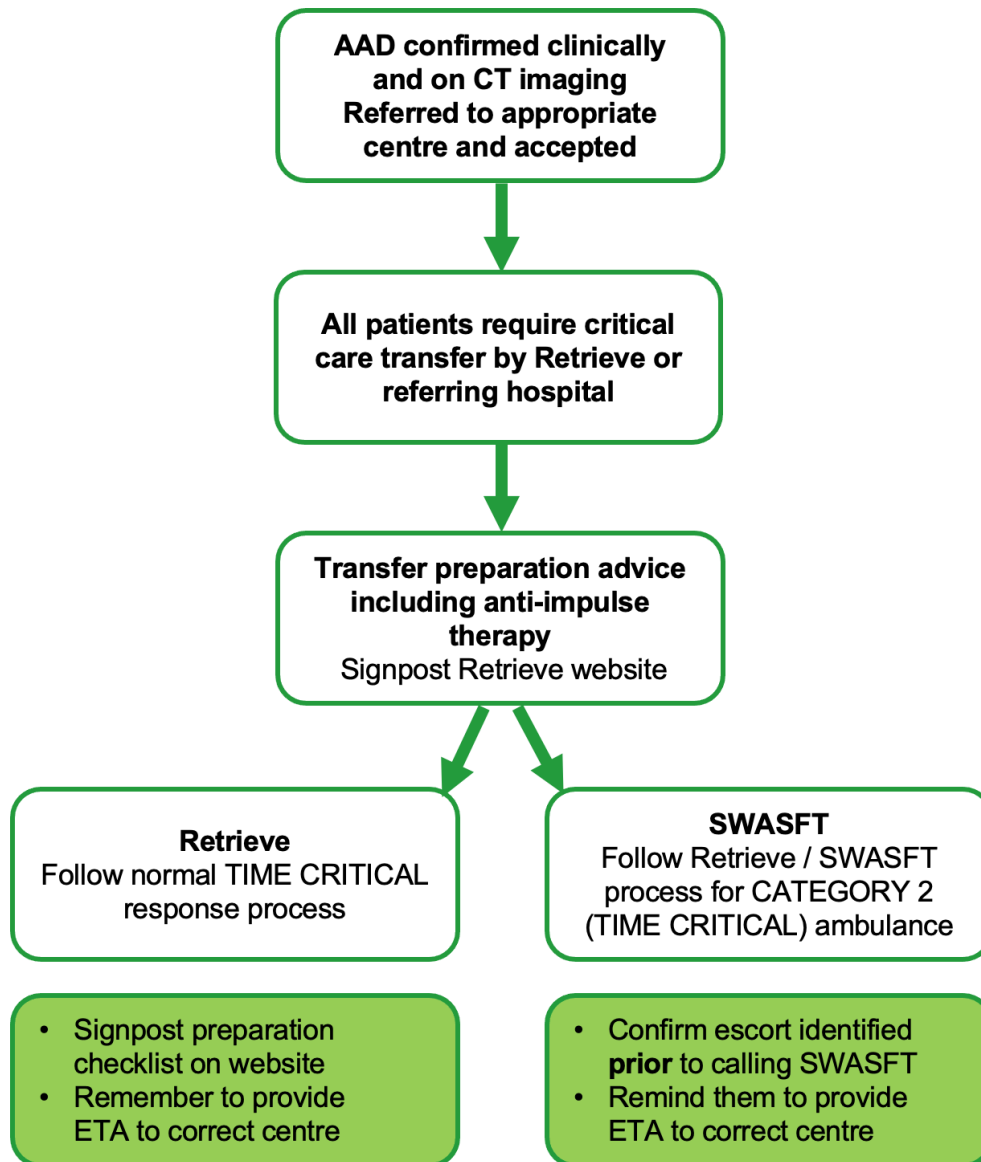 AAD confirmed clinically
and on CT imaging
Referred to appropriate
centre and accepted
All patients require critical
care transfer by Retrieve or
referring hospital
Transfer preparation advice
including anti-impulse
therapy
Signpost Retrieve website
Retrieve
Follow normal TIME CRITICAL
response process
• Signpost preparation
checklist on website
• Remember to provide
ETA to correct centre
SWASFT
Follow Retrieve / SWASFT
process for CATEGORY 2
(TIME CRITICAL) ambulance
• Confirm escort identified
prior to calling SWASFT
• Remind them to provide
ETA to correct centre